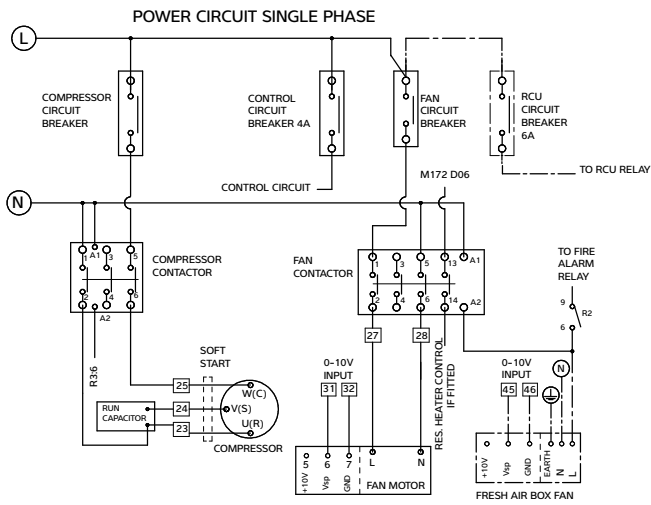 POWER CIRCUIT SINGLE PHASE
L
COMPRESSOR
CIRCUIT
BREAKER
CONTROL
CIRCUIT
BREAKER 4A
FAN
CIRCUIT
BREAKER
RCU
CIRCUIT
BREAKER
6A
TO RCU RELAY
CONTROL CIRCUIT
M172 D06
N
1
A1
3
5
2
4
6
A2
COMPRESSOR
CONTACTOR
FAN
CONTACTOR
1
3
5
13
A1
2
4
6
14
A2
TO FIRE
ALARM
RELAY
9
R2
6
R3:6
SOFT
START
25
24
23
W(C)
V(S)
U(R)
RUN
CAPACITOR
COMPRESSOR
0-10V
INPUT
31
32
27
28
RES. HEATER CONTROL
IF FITTED
0-10V
INPUT
45
46
N
5
6
7
+10V
Vsp
GND
L
N
FAN MOTOR
+10V
Vsp
GND
EARTH
N
L
FRESH AIR BOX FAN